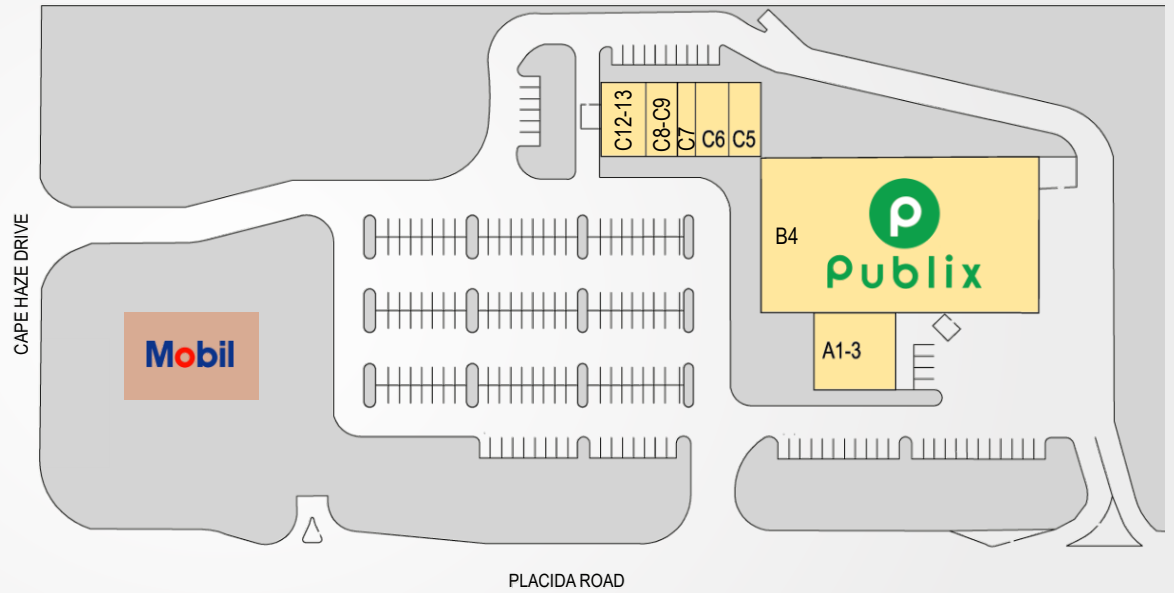 C12-13
C8-C9
C7
C6
C5
B4
p
Publix
A1-3
CAPE HAZE DRIVE
Mobil
PLACIDA ROAD